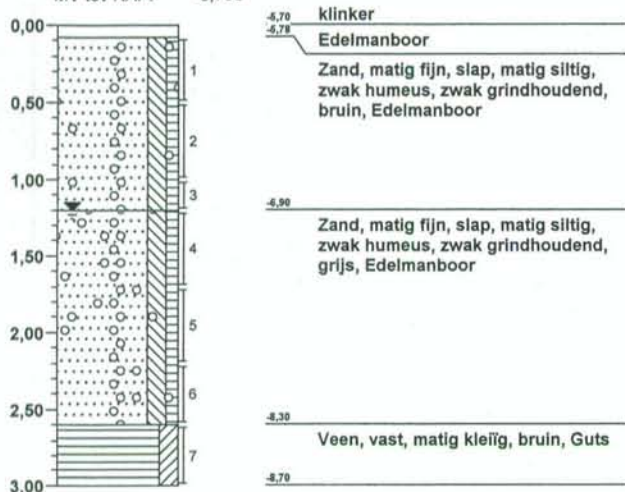 0,00
-6,70
klinker
-6,78
Edelmanboor
1
Zand, matig fijn, slap, matig siltig,
zwak humeus, zwak grindhoudend,
bruin, Edelmanboor
0,50
2
1,00
3
-6,90
4
Zand, matig fijn, slap, matig siltig,
zwak humeus, zwak grindhoudend,
grijs, Edelmanboor
1,50
5
2,00
6
2,50
-8,30
7
Veen, vast, matig kleiïg, bruin, Guts
3,00
-8,70